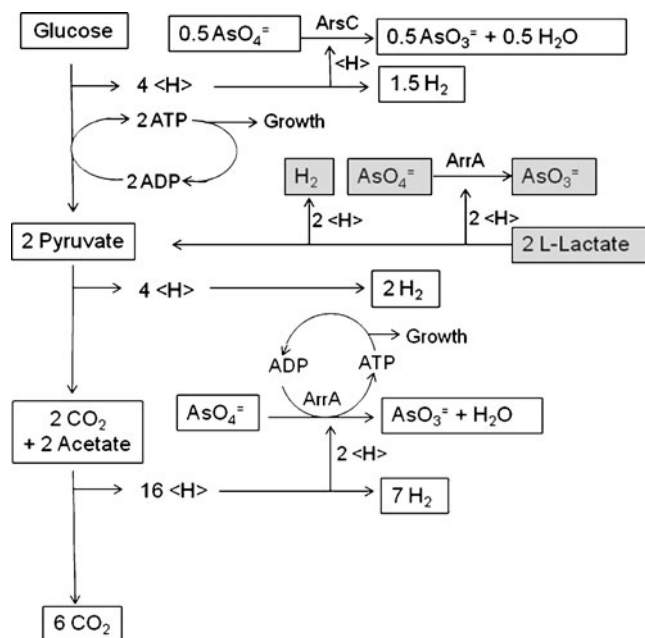 Glucose
0.5 AsO₄⁼
ArsC
0.5 AsO₃⁼ + 0.5 H₂O
<H>
4 <H>
1.5 H₂
2 ATP
Growth
2 ADP
H₂
AsO₄⁼
ArrA
AsO₃⁼
2 <H>
2 <H>
2 Pyruvate
2 L-Lactate
4 <H>
2 H₂
Growth
ADP
ATP
ArrA
AsO₄⁼
AsO₃⁼ + H₂O
2 CO₂
+ 2 Acetate
2 <H>
16 <H>
7 H₂
6 CO₂